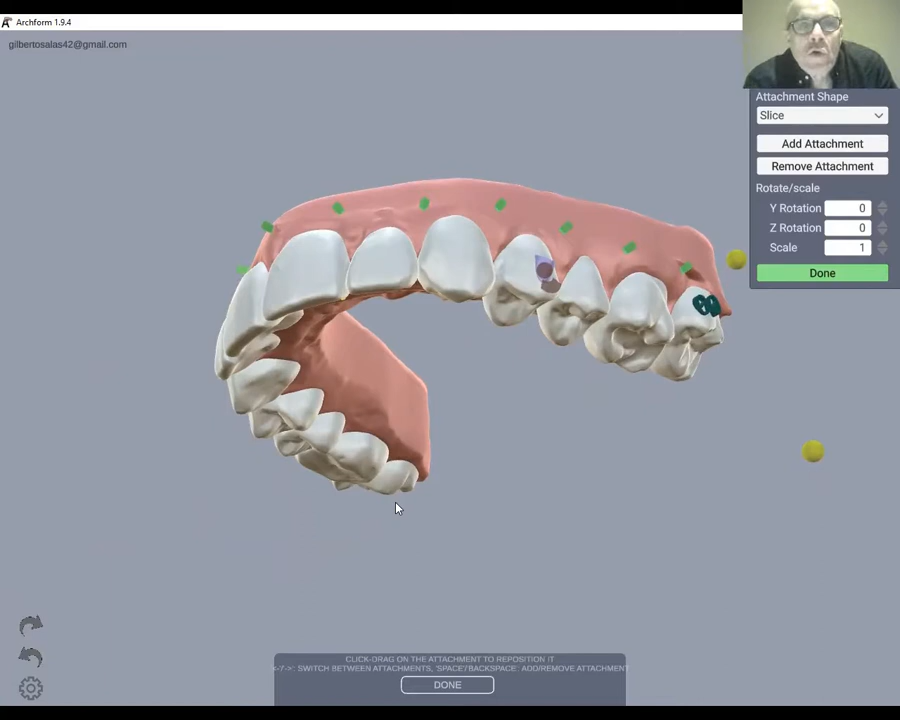 Archform 1.9.4
gilbertosalas42@gmail.com
Attachment Shape
Slice
Add Attachment
Remove Attachment
Rotate/scale
Y Rotation 0
Z Rotation 0
Scale 1
Done
CLICK-DRAG ON THE ATTACHMENT TO REPOSITION IT
<-/->: SWITCH BETWEEN ATTACHMENTS, 'SPACE'/'BACKSPACE': ADD/REMOVE ATTACHMENT
DONE